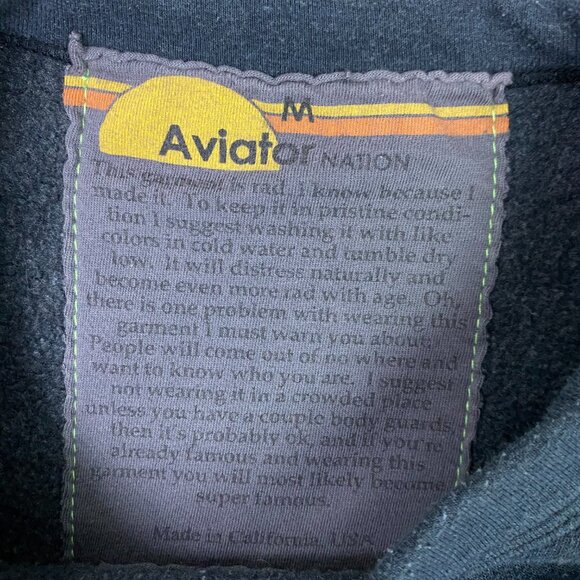 M
Aviator NATION
This garment is rad. I know because I
made it. To keep it in pristine condi-
tion I suggest washing it with like
colors in cold water and tumble dry
low. It will distress naturally and
become even more rad with age. Oh,
there is one problem with wearing this
garment I must warn you about.
People will come out of no where and
want to know who you are. I suggest
not wearing it in a crowded place
unless you have a couple body guards,
then it's probably ok, and if you're
already famous and wearing this
garment you will most likely become
super famous.
Made in California, USA